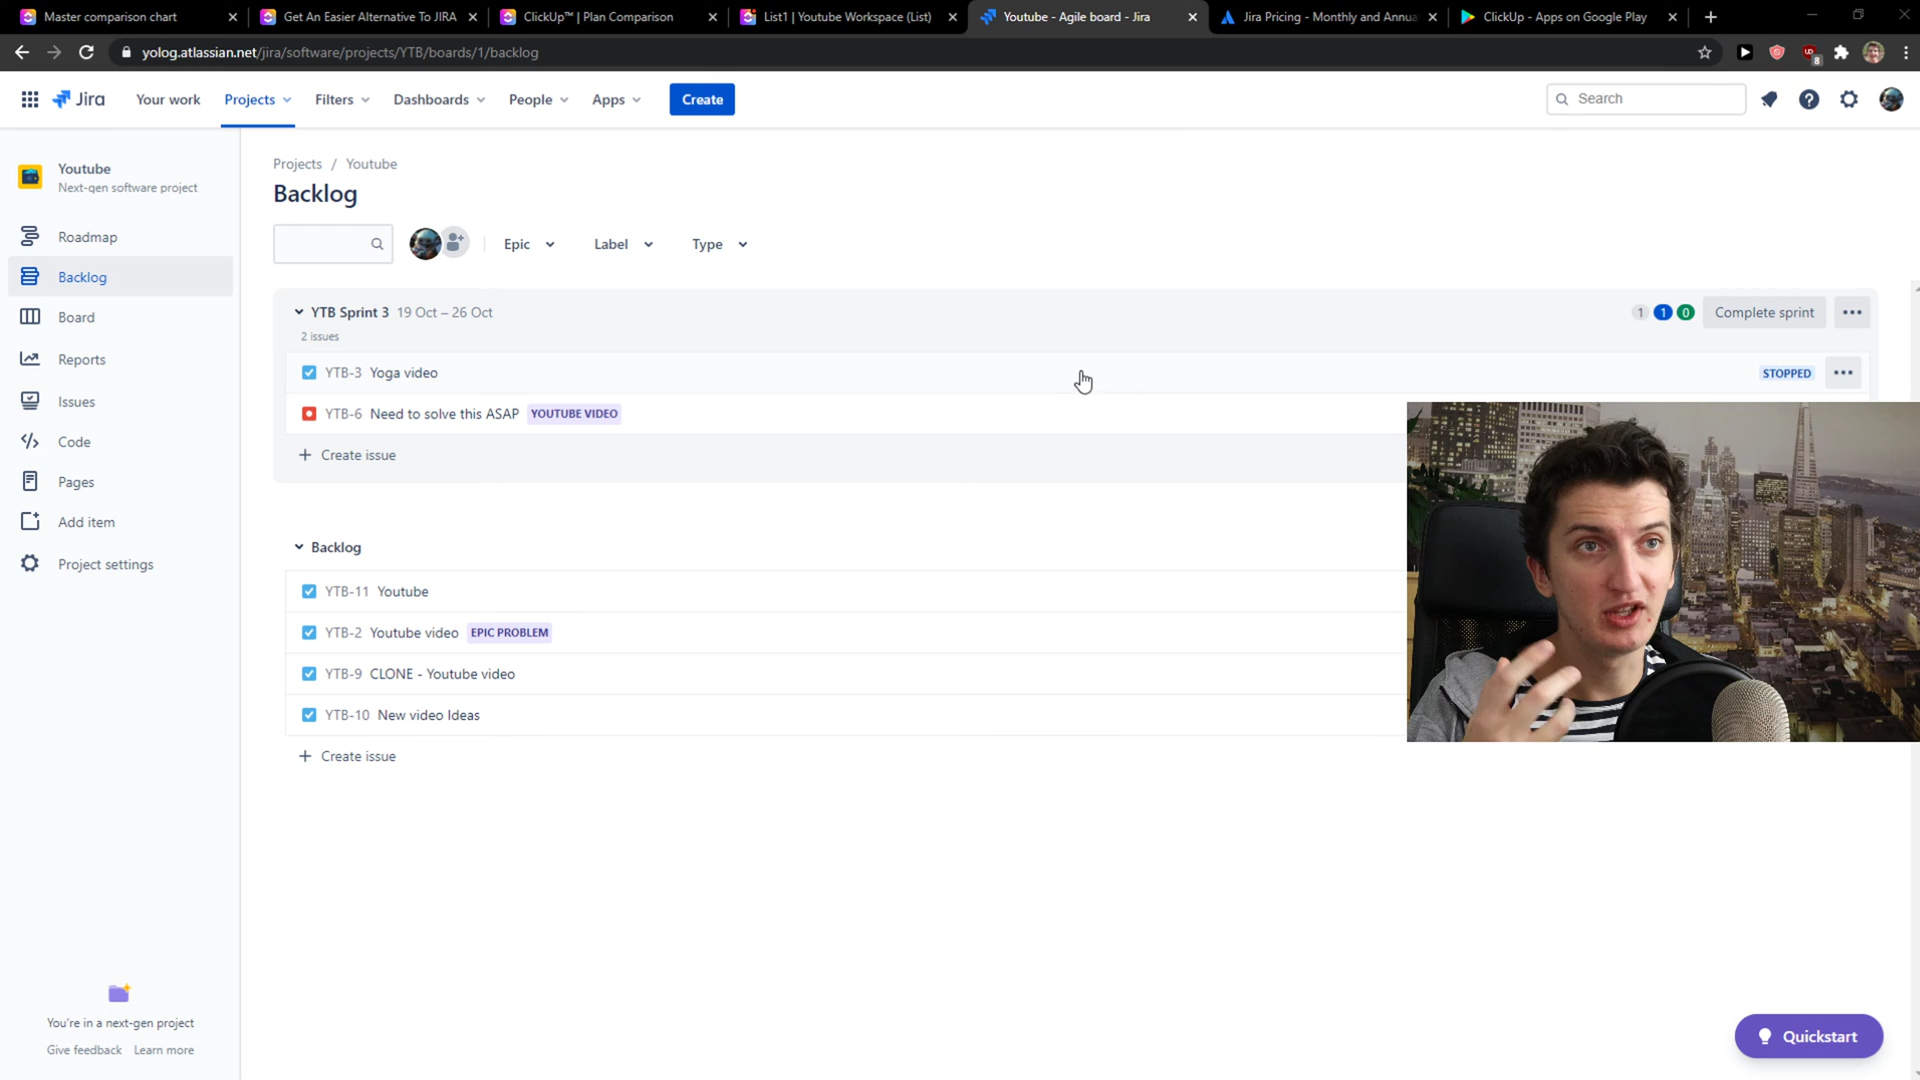 Master comparison chart
Get An Easier Alternative To JIRA
ClickUp™ | Plan Comparison
List1 | Youtube Workspace (List)
Youtube - Agile board - Jira
Jira Pricing - Monthly and Annua
ClickUp - Apps on Google Play
yolog.atlassian.net/jira/software/projects/YTB/boards/1/backlog
8
Jira
Your work
Projects
Filters
Dashboards
People
Apps
Create
Search
Youtube
Next-gen software project
Roadmap
Backlog
Board
Reports
Issues
Code
Pages
Add item
Project settings
You're in a next-gen project
Give feedback Learn more
Projects / Youtube
Backlog
Epic
Label
Type
YTB Sprint 3 19 Oct – 26 Oct
2 issues
1 1 0
Complete sprint
YTB-3 Yoga video
STOPPED
YTB-6 Need to solve this ASAP YOUTUBE VIDEO
+ Create issue
Backlog
YTB-11 Youtube
YTB-2 Youtube video EPIC PROBLEM
YTB-9 CLONE - Youtube video
YTB-10 New video Ideas
+ Create issue
Quickstart